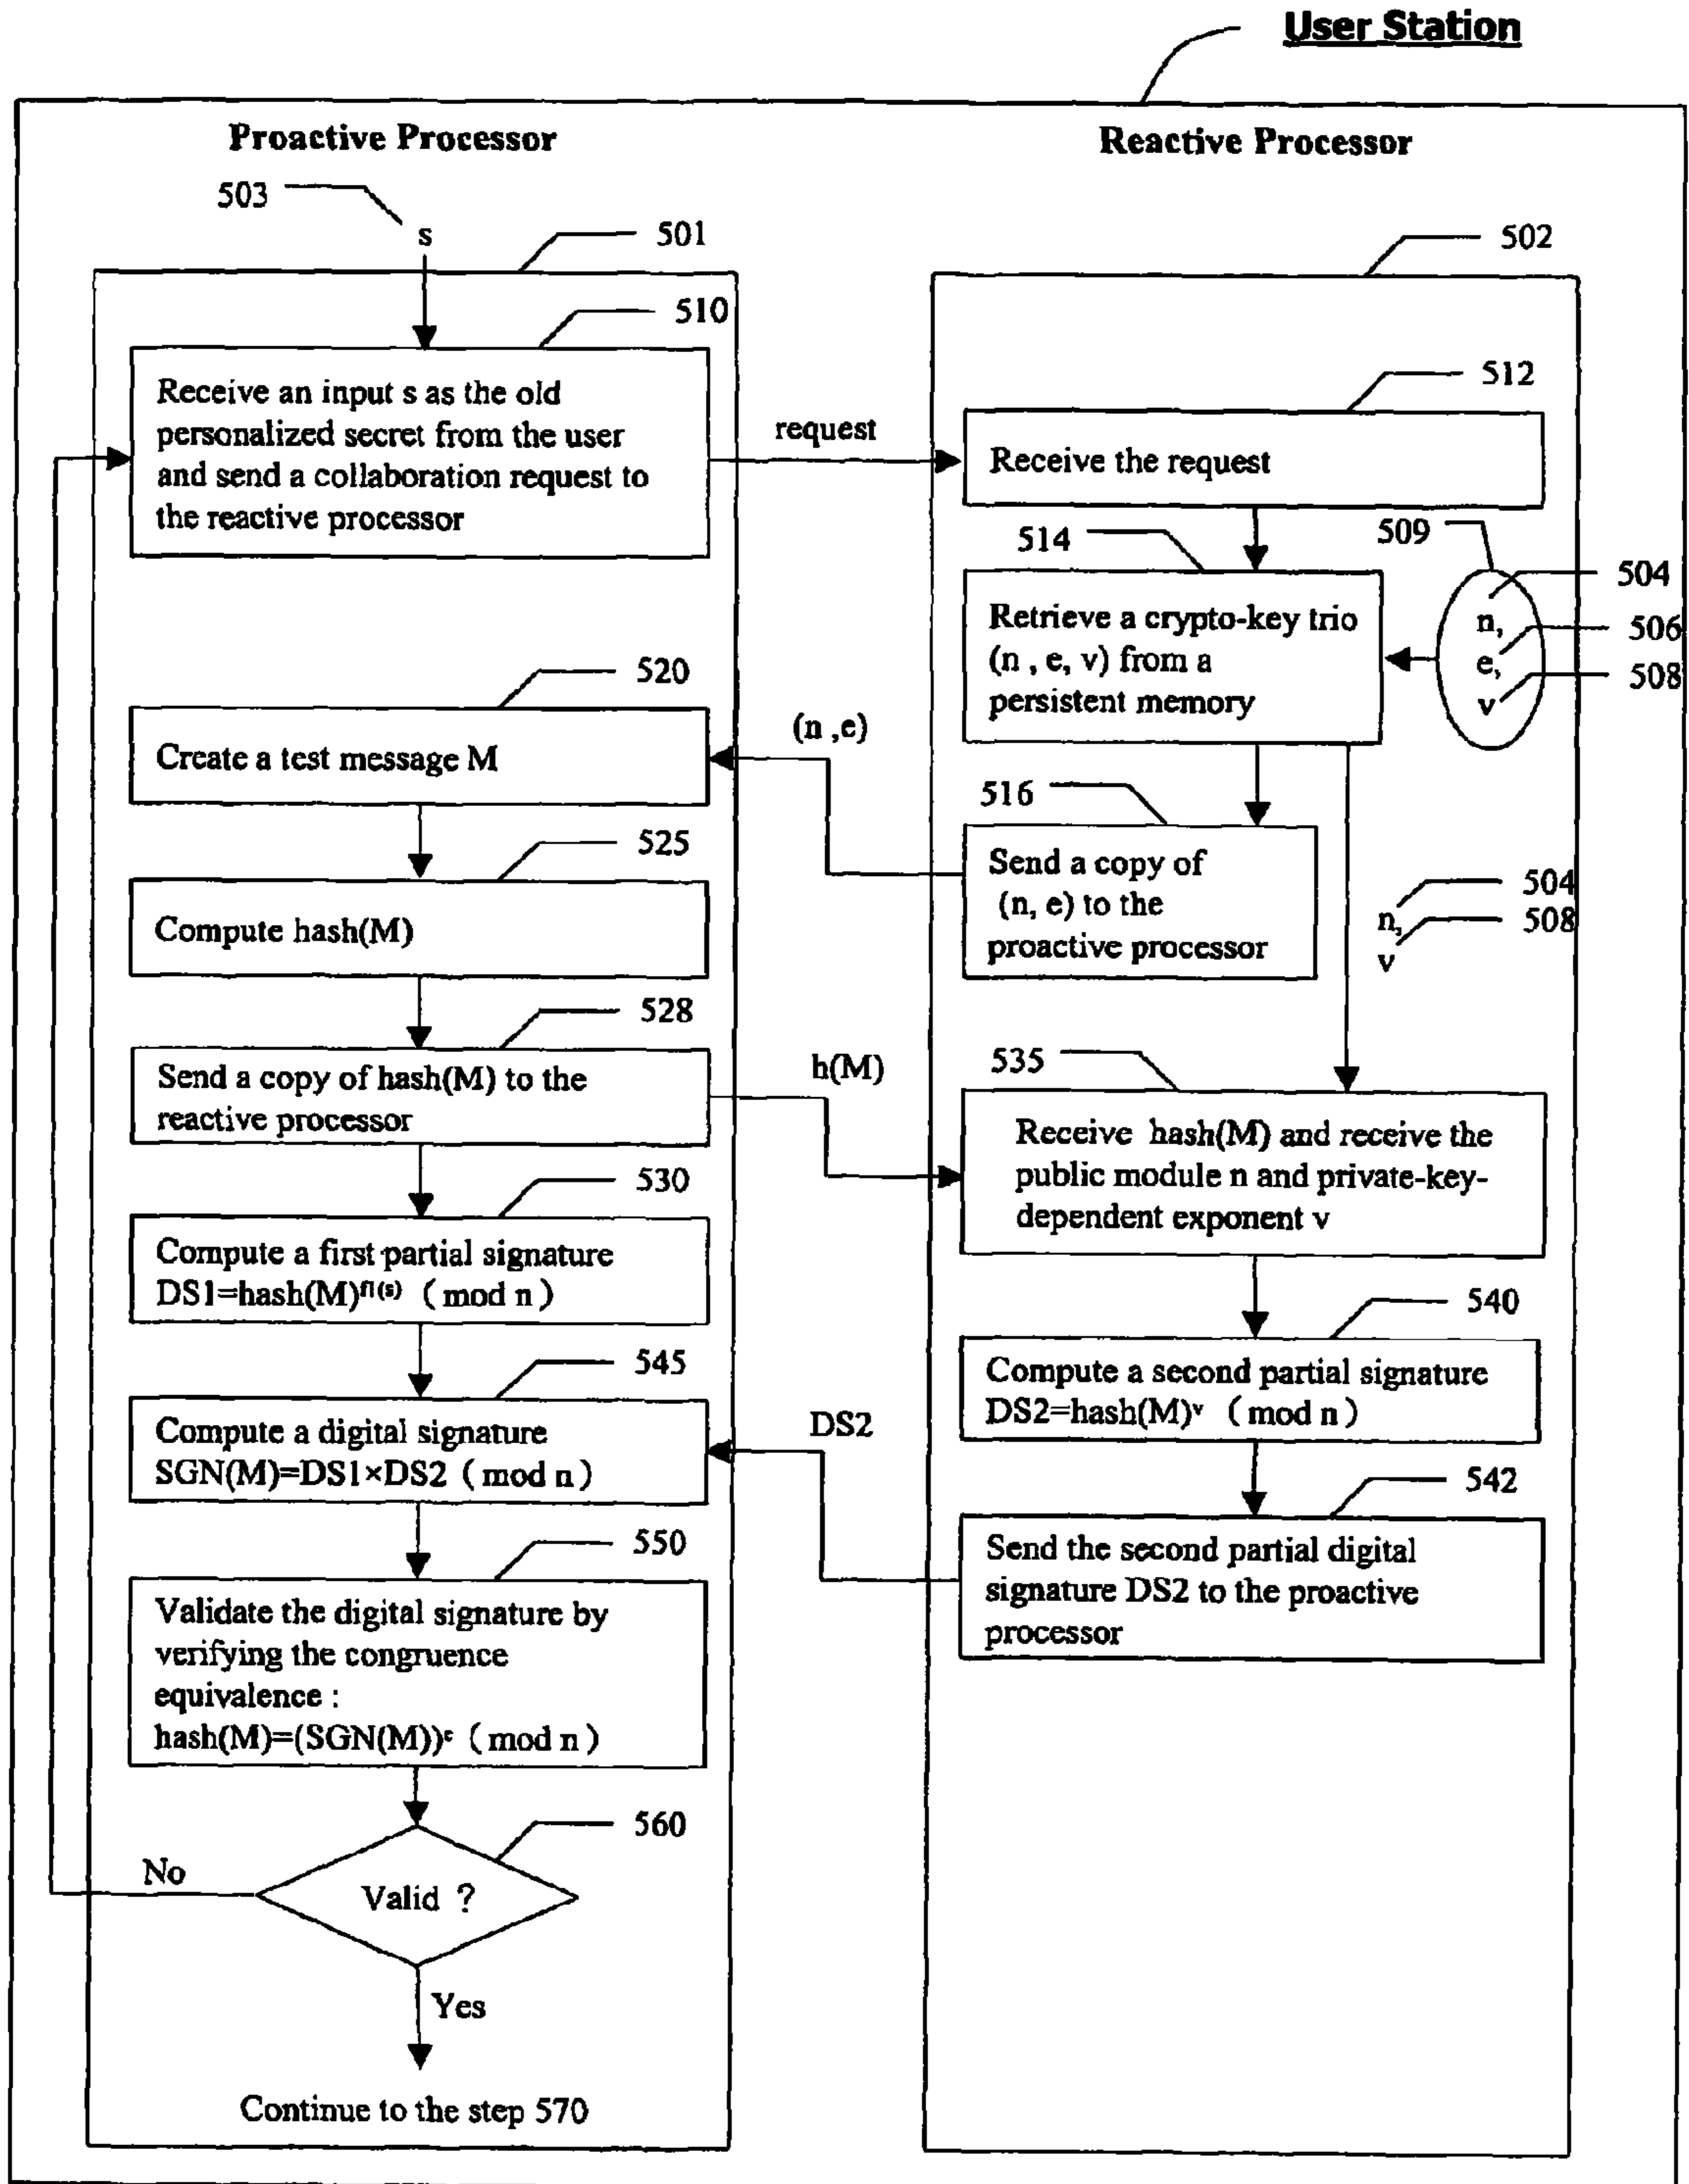 User Station
Proactive Processor
Reactive Processor
503
s
501
502
510
Receive an input s as the old
personalized secret from the user
and send a collaboration request to
the reactive processor
request
512
Receive the request
514
509
504
506
508
n,
e,
v
Retrieve a crypto-key trio
(n , e, v) from a
persistent memory
520
Create a test message M
(n ,e)
516
Send a copy of
(n, e) to the
proactive processor
504
n,
508
v
525
Compute hash(M)
528
Send a copy of hash(M) to the
reactive processor
h(M)
535
Receive hash(M) and receive the
public module n and private-key-
dependent exponent v
530
Compute a first partial signature
DS1=hash(M)^f1(s) ( mod n )
540
Compute a second partial signature
DS2=hash(M)^v ( mod n )
545
Compute a digital signature
SGN(M)=DS1×DS2 ( mod n )
DS2
542
Send the second partial digital
signature DS2 to the proactive
processor
550
Validate the digital signature by
verifying the congruence
equivalence :
hash(M)=(SGN(M))^e ( mod n )
560
Valid ?
No
Yes
Continue to the step 570